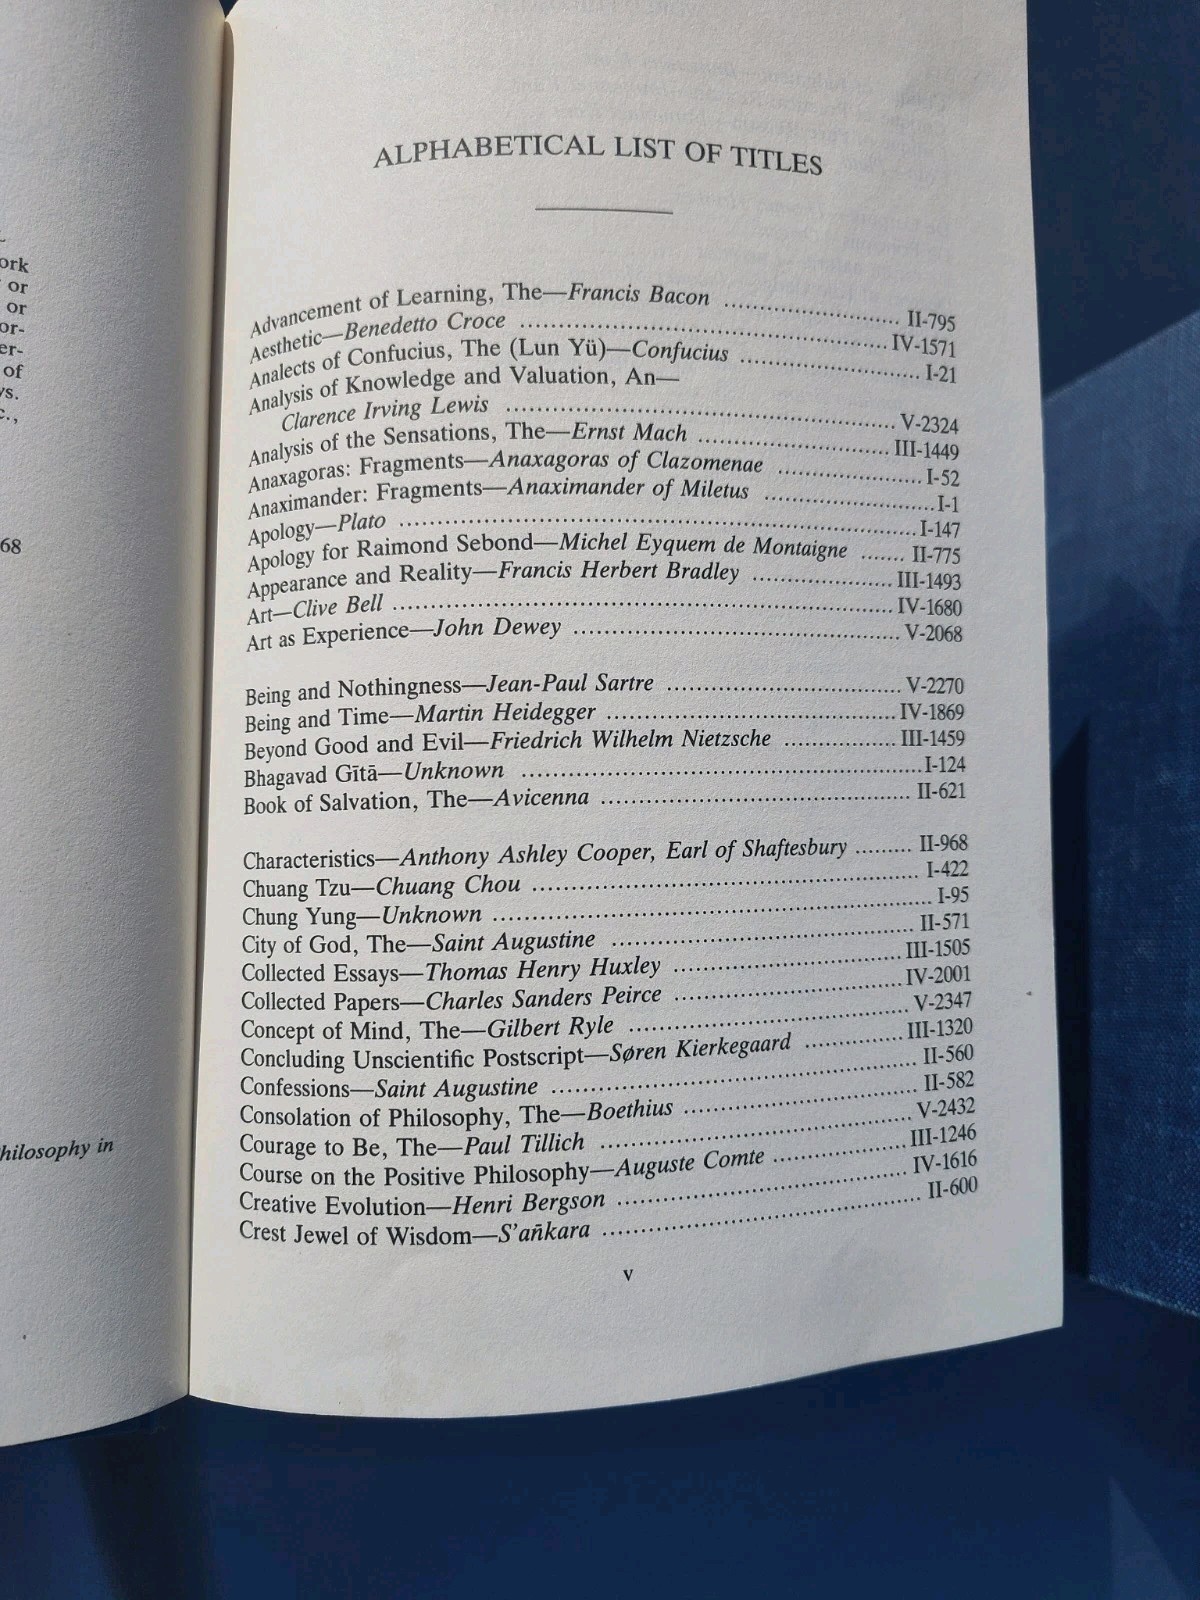 ork
or
or
or-
er-
of
ys.
c.,
68
hilosophy in
ALPHABETICAL LIST OF TITLES
Advancement of Learning, The—Francis Bacon .......... II-795
Aesthetic—Benedetto Croce .......... IV-1571
Analects of Confucius, The (Lun Yü)—Confucius .......... I-21
Analysis of Knowledge and Valuation, An—
Clarence Irving Lewis .......... V-2324
Analysis of the Sensations, The—Ernst Mach .......... III-1449
Anaxagoras: Fragments—Anaxagoras of Clazomenae .......... I-52
Anaximander: Fragments—Anaximander of Miletus .......... I-1
Apology—Plato .......... I-147
Apology for Raimond Sebond—Michel Eyquem de Montaigne ....... II-775
Appearance and Reality—Francis Herbert Bradley .......... III-1493
Art—Clive Bell .......... IV-1680
Art as Experience—John Dewey .......... V-2068
Being and Nothingness—Jean-Paul Sartre .......... V-2270
Being and Time—Martin Heidegger .......... IV-1869
Beyond Good and Evil—Friedrich Wilhelm Nietzsche .......... III-1459
Bhagavad Gītā—Unknown .......... I-124
Book of Salvation, The—Avicenna .......... II-621
Characteristics—Anthony Ashley Cooper, Earl of Shaftesbury ......... II-968
Chuang Tzu—Chuang Chou .......... I-422
Chung Yung—Unknown .......... I-95
City of God, The—Saint Augustine .......... II-571
Collected Essays—Thomas Henry Huxley .......... III-1505
Collected Papers—Charles Sanders Peirce .......... IV-2001
Concept of Mind, The—Gilbert Ryle .......... V-2347
Concluding Unscientific Postscript—Søren Kierkegaard .......... III-1320
Confessions—Saint Augustine .......... II-560
Consolation of Philosophy, The—Boethius .......... II-582
Courage to Be, The—Paul Tillich .......... V-2432
Course on the Positive Philosophy—Auguste Comte .......... III-1246
Creative Evolution—Henri Bergson .......... IV-1616
Crest Jewel of Wisdom—S'añkara .......... II-600
v